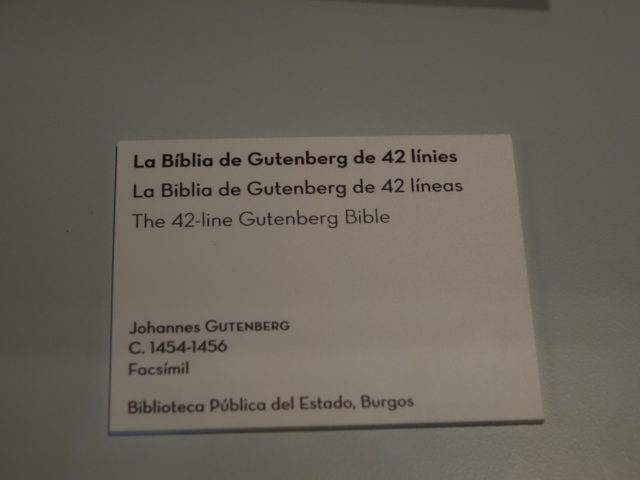 La Bíblia de Gutenberg de 42 línies
La Biblia de Gutenberg de 42 líneas
The 42-line Gutenberg Bible
Johannes GUTENBERG
C. 1454-1456
Facsímil
Biblioteca Pública del Estado, Burgos